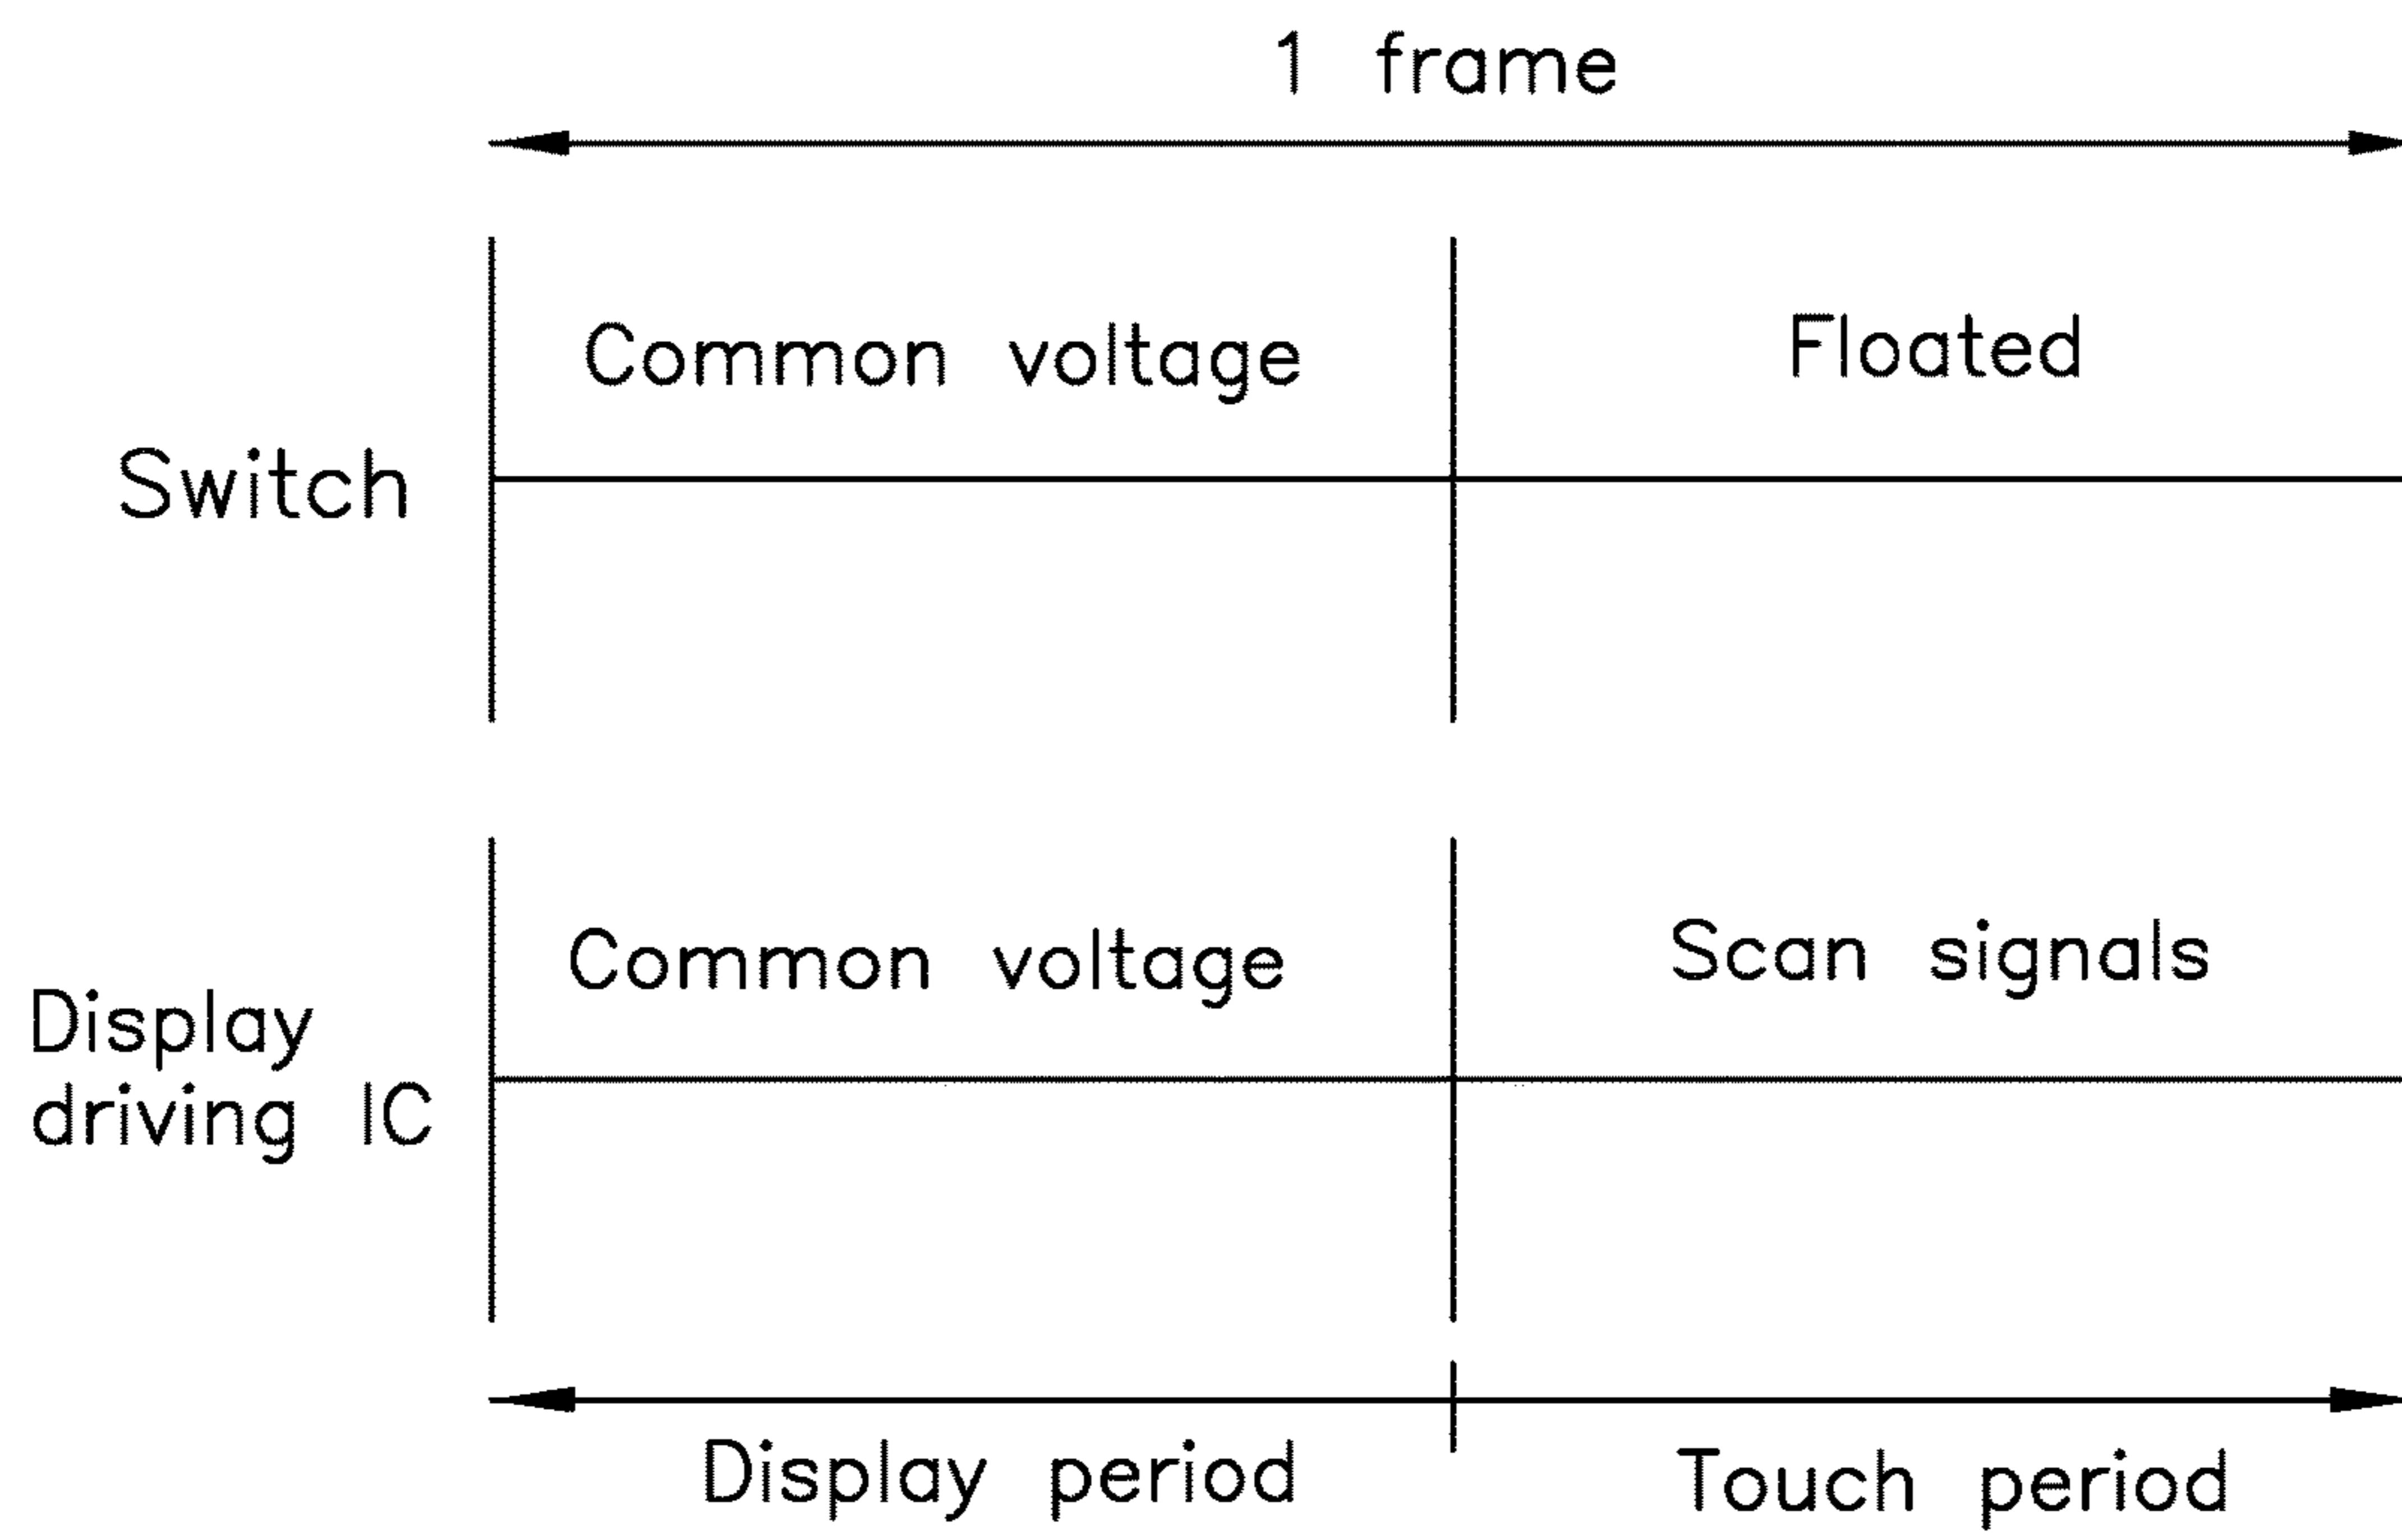 1 frame
Common voltage
Floated
Switch
Common voltage
Scan signals
Display
driving IC
Display period
Touch period